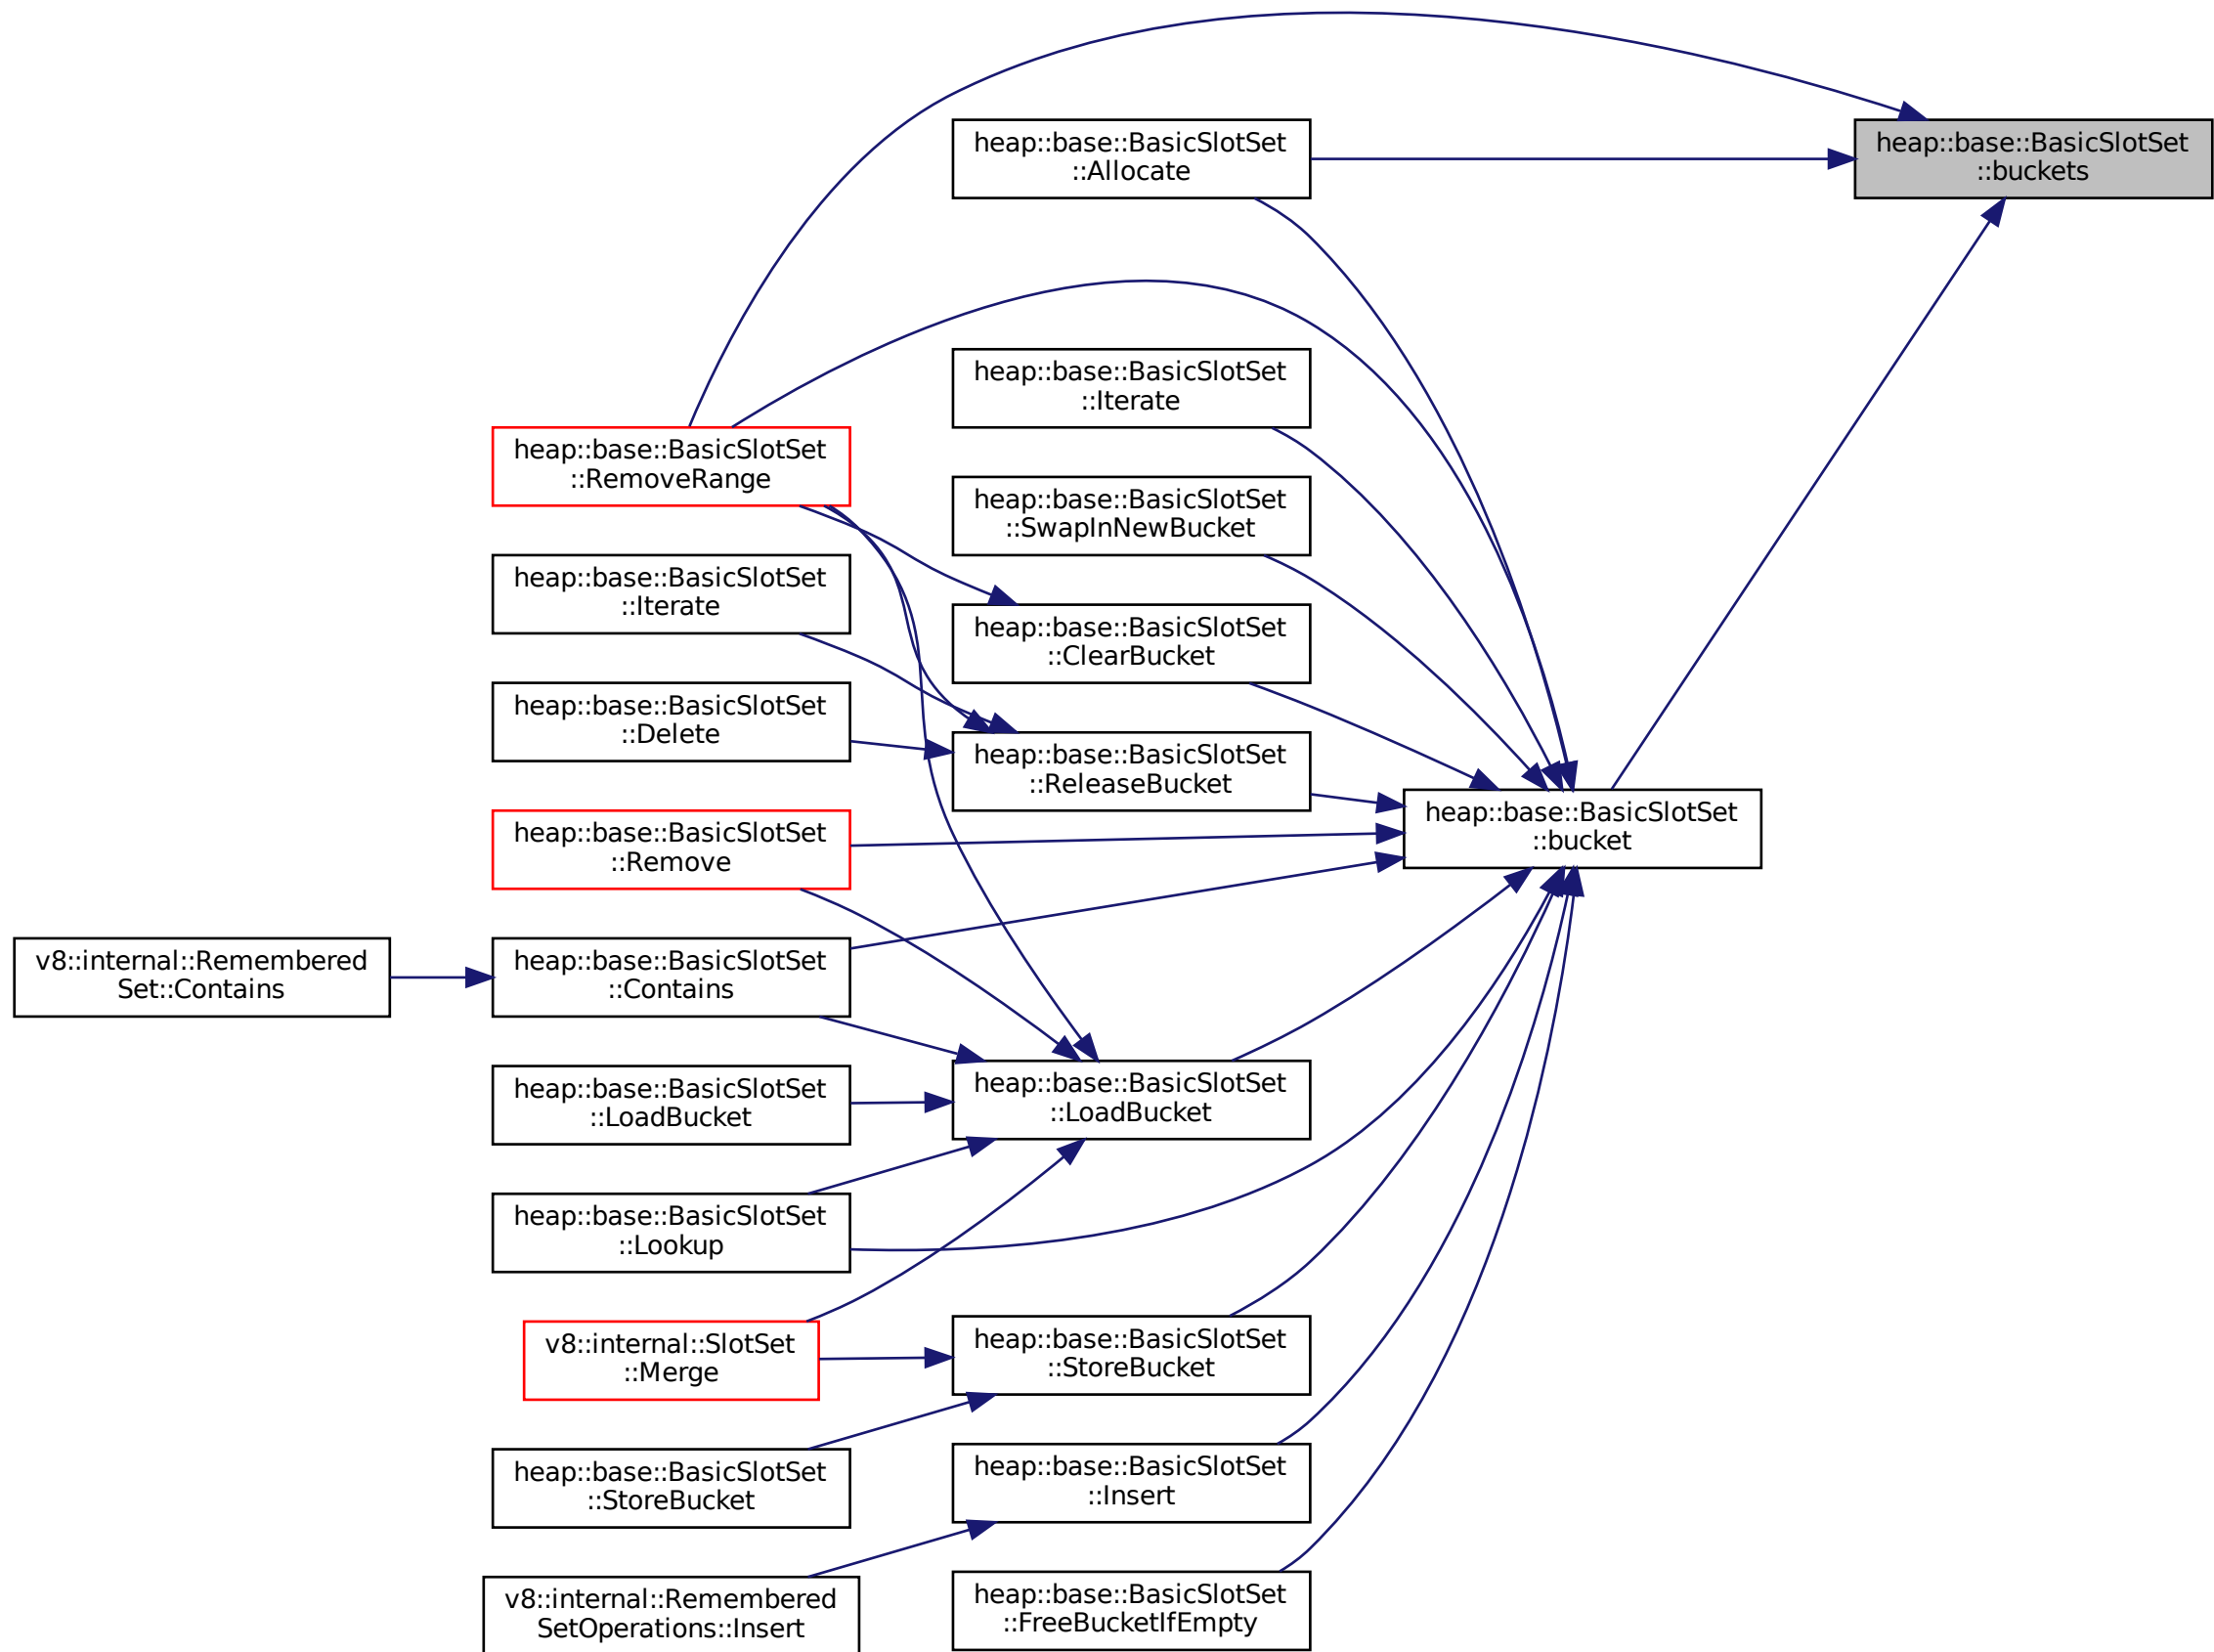 heap::base::BasicSlotSet
::buckets
heap::base::BasicSlotSet
::Allocate
heap::base::BasicSlotSet
::Iterate
heap::base::BasicSlotSet
::RemoveRange
heap::base::BasicSlotSet
::SwapInNewBucket
heap::base::BasicSlotSet
::Iterate
heap::base::BasicSlotSet
::ClearBucket
heap::base::BasicSlotSet
::Delete
heap::base::BasicSlotSet
::ReleaseBucket
heap::base::BasicSlotSet
::bucket
heap::base::BasicSlotSet
::Remove
v8::internal::Remembered
Set::Contains
heap::base::BasicSlotSet
::Contains
heap::base::BasicSlotSet
::LoadBucket
heap::base::BasicSlotSet
::LoadBucket
heap::base::BasicSlotSet
::Lookup
v8::internal::SlotSet
::Merge
heap::base::BasicSlotSet
::StoreBucket
heap::base::BasicSlotSet
::StoreBucket
heap::base::BasicSlotSet
::Insert
v8::internal::Remembered
SetOperations::Insert
heap::base::BasicSlotSet
::FreeBucketIfEmpty